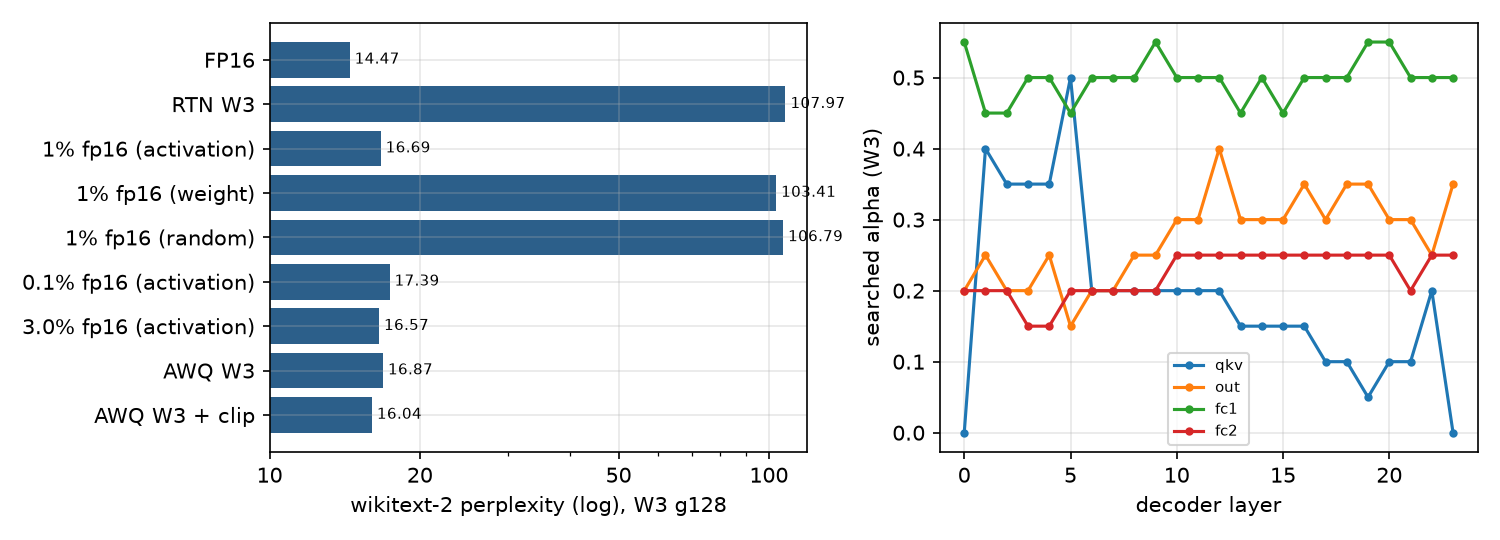 FP16
14.47
RTN W3
107.97
1% fp16 (activation)
16.69
1% fp16 (weight)
103.41
1% fp16 (random)
106.79
0.1% fp16 (activation)
17.39
3.0% fp16 (activation)
16.57
AWQ W3
16.87
AWQ W3 + clip
16.04
10 20 50 100
wikitext-2 perplexity (log), W3 g128
searched alpha (W3)
0.5
0.4
0.3
0.2
0.1
0.0
qkv
out
fc1
fc2
0 5 10 15 20
decoder layer